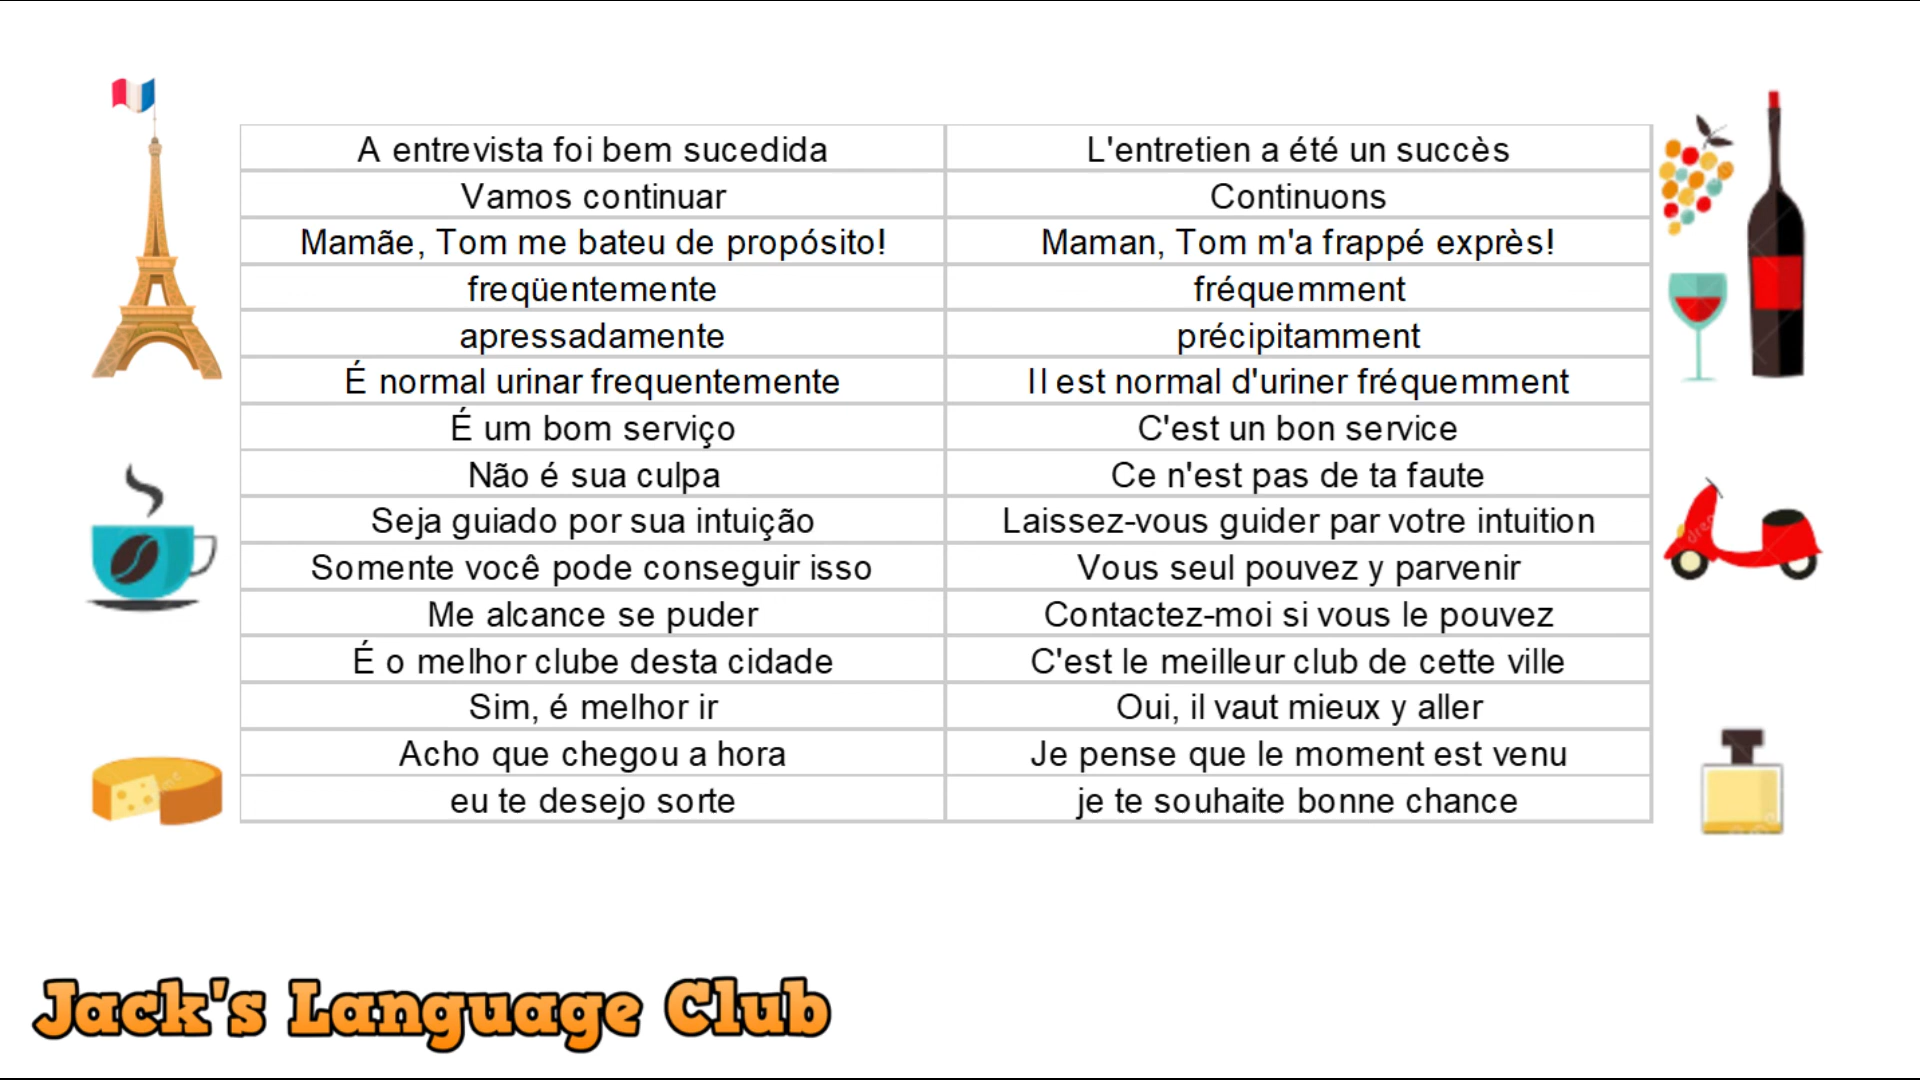 A entrevista foi bem sucedida L'entretien a été un succès
Vamos continuar Continuons
Mamãe, Tom me bateu de propósito! Maman, Tom m'a frappé exprès!
freqüentemente fréquemment
apressadamente précipitamment
É normal urinar frequentemente Il est normal d'uriner fréquemment
É um bom serviço C'est un bon service
Não é sua culpa Ce n'est pas de ta faute
Seja guiado por sua intuição Laissez-vous guider par votre intuition
Somente você pode conseguir isso Vous seul pouvez y parvenir
Me alcance se puder Contactez-moi si vous le pouvez
É o melhor clube desta cidade C'est le meilleur club de cette ville
Sim, é melhor ir Oui, il vaut mieux y aller
Acho que chegou a hora Je pense que le moment est venu
eu te desejo sorte je te souhaite bonne chance
Jack's Language Club